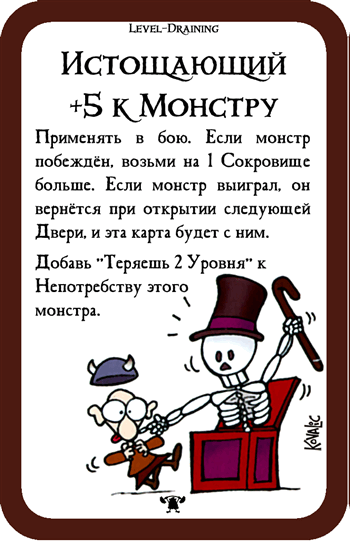 Level-Draining
Истощающий
+5 к Монстру
Применять в бою. Если монстр
побеждён, возьми на 1 Сокровище
больше. Если монстр выиграл, он
вернётся при открытии следующей
Двери, и эта карта будет с ним.
Добавь "Теряешь 2 Уровня" к
Непотребству этого
монстра.
Kovalic